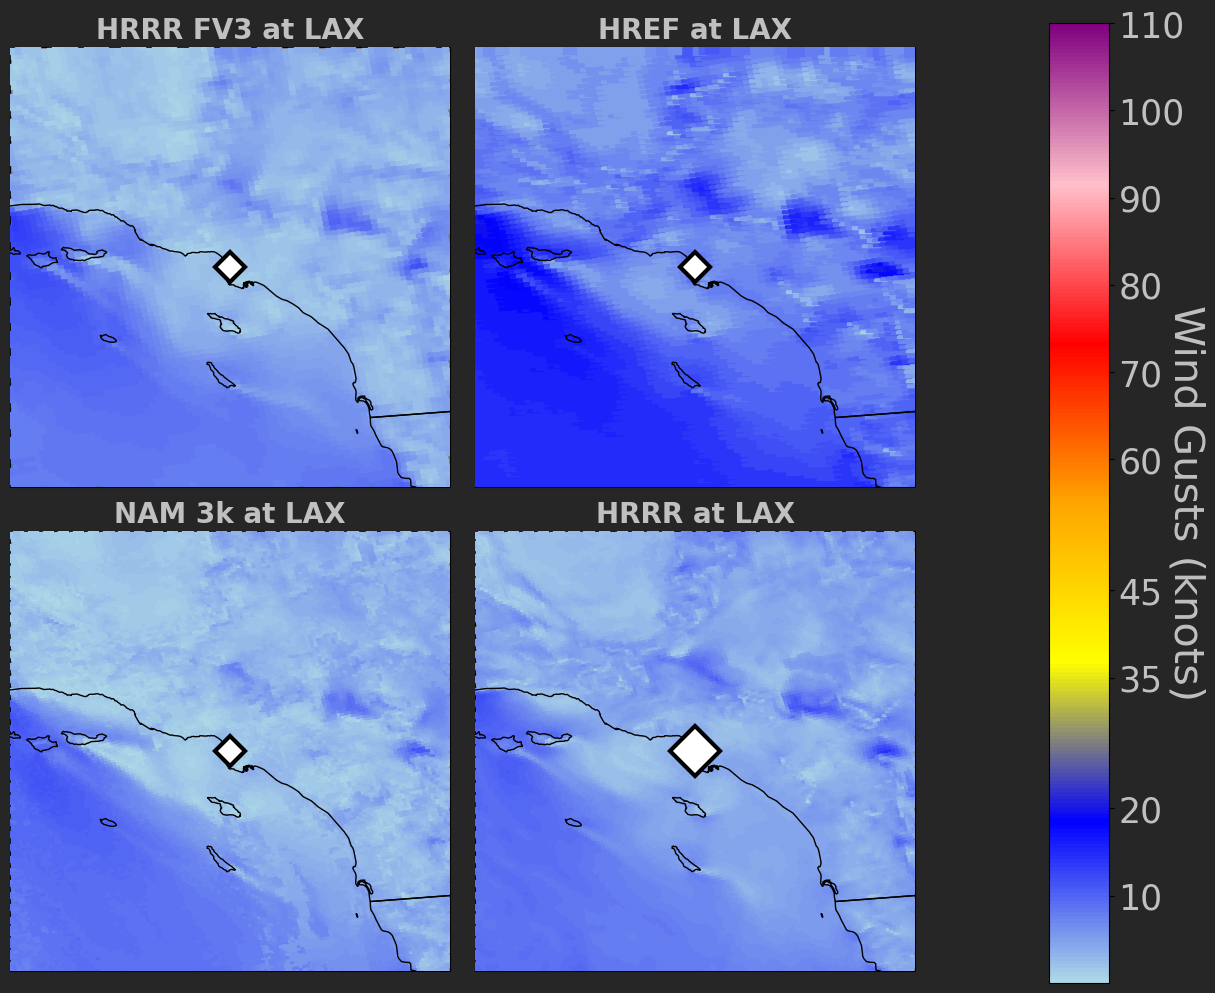 HRRR FV3 at LAX
HREF at LAX
NAM 3k at LAX
HRRR at LAX
110
100
90
80
70
60
45
35
20
10
Wind Gusts (knots)